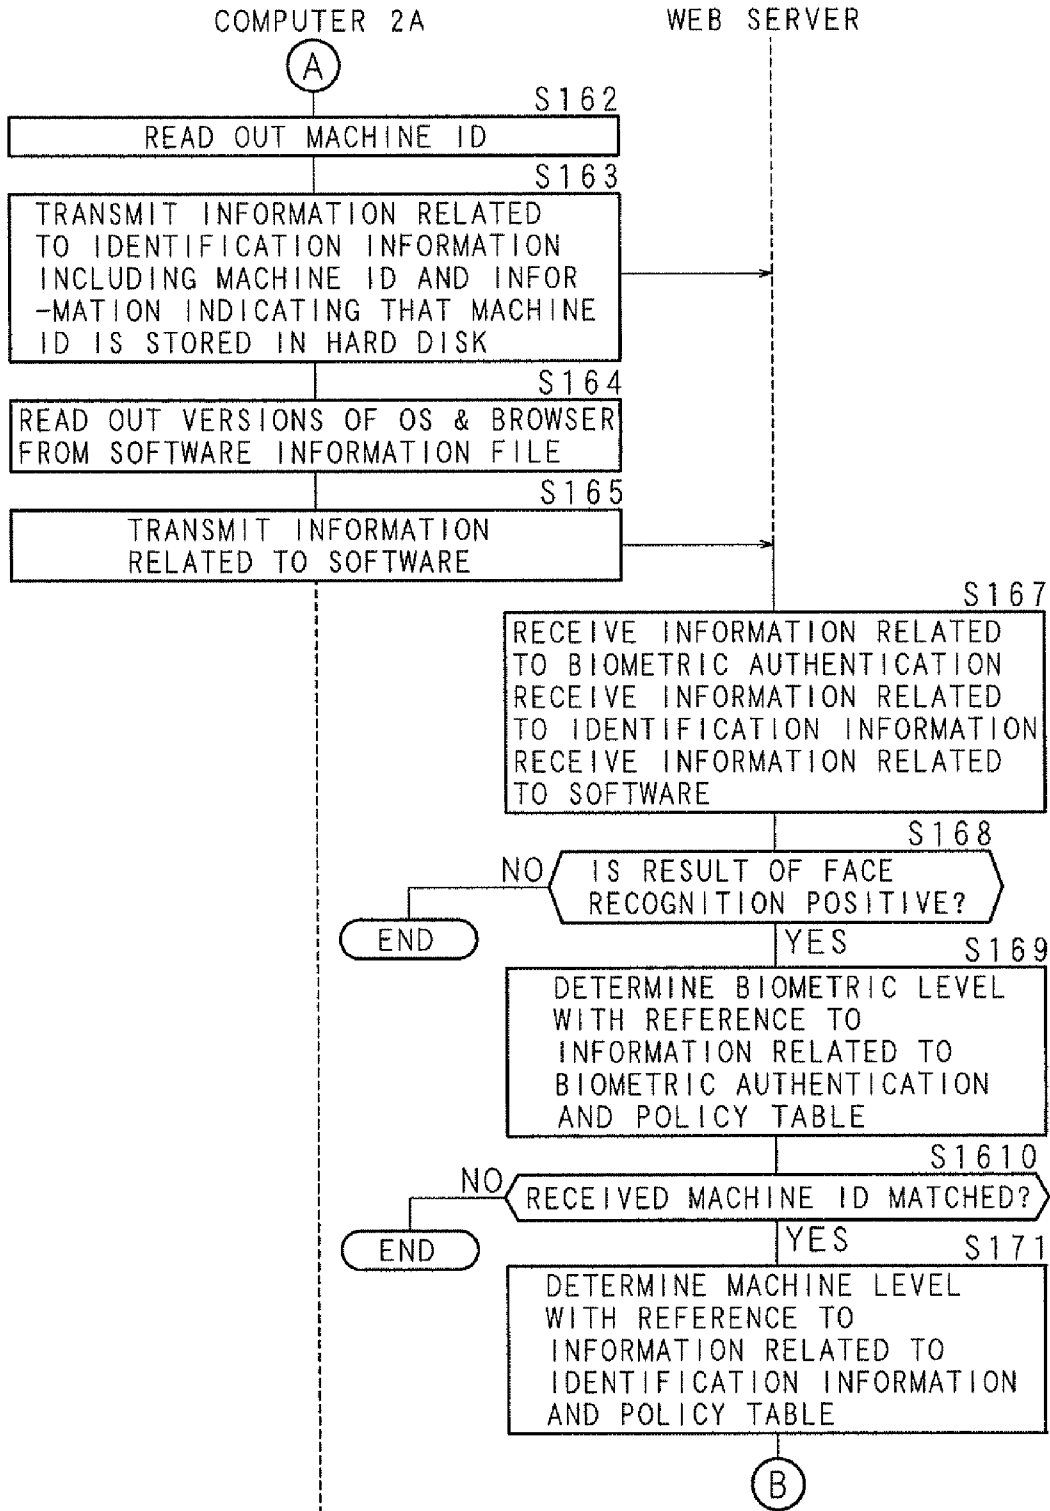 COMPUTER 2A
WEB SERVER
A
S162
READ OUT MACHINE ID
S163
TRANSMIT INFORMATION RELATED
TO IDENTIFICATION INFORMATION
INCLUDING MACHINE ID AND INFOR
-MATION INDICATING THAT MACHINE
ID IS STORED IN HARD DISK
S164
READ OUT VERSIONS OF OS & BROWSER
FROM SOFTWARE INFORMATION FILE
S165
TRANSMIT INFORMATION
RELATED TO SOFTWARE
S167
RECEIVE INFORMATION RELATED
TO BIOMETRIC AUTHENTICATION
RECEIVE INFORMATION RELATED
TO IDENTIFICATION INFORMATION
RECEIVE INFORMATION RELATED
TO SOFTWARE
S168
NO
IS RESULT OF FACE
RECOGNITION POSITIVE?
END
YES
S169
DETERMINE BIOMETRIC LEVEL
WITH REFERENCE TO
INFORMATION RELATED TO
BIOMETRIC AUTHENTICATION
AND POLICY TABLE
S1610
NO
RECEIVED MACHINE ID MATCHED?
END
YES
S171
DETERMINE MACHINE LEVEL
WITH REFERENCE TO
INFORMATION RELATED TO
IDENTIFICATION INFORMATION
AND POLICY TABLE
B